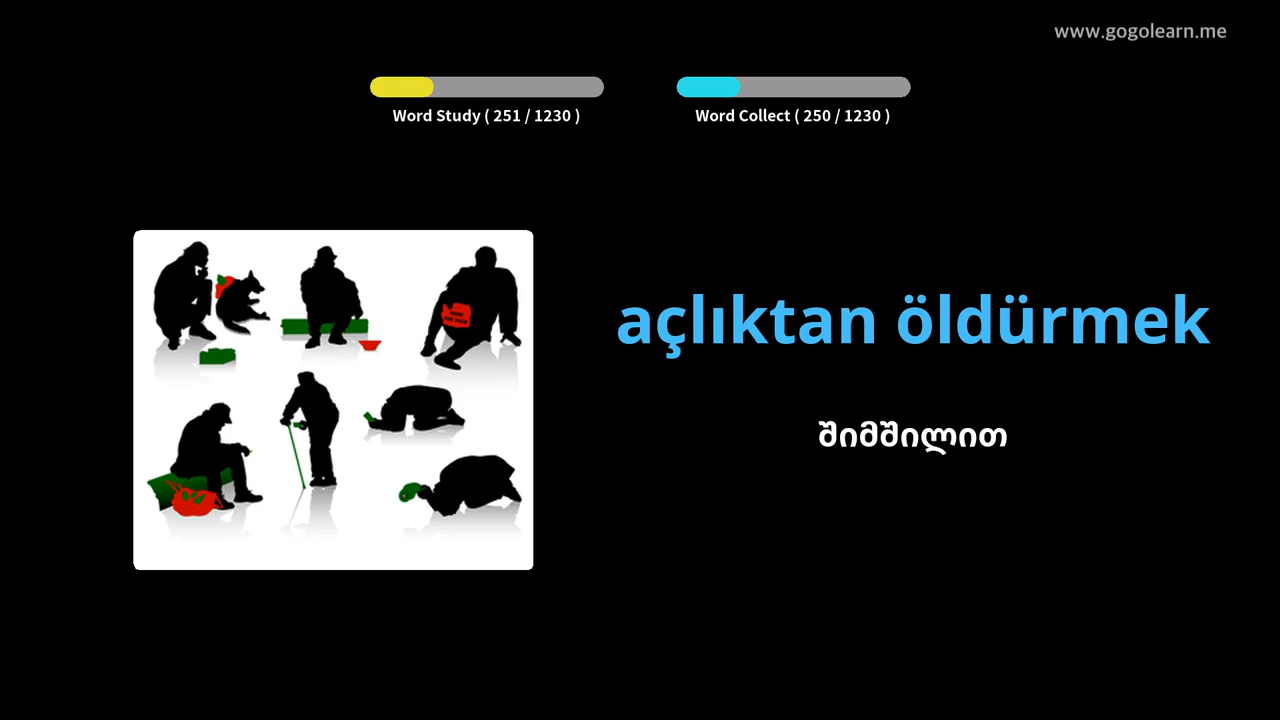 www.gogolearn.me
Word Study ( 251 / 1230 )
Word Collect ( 250 / 1230 )
açlıktan öldürmek
შიმშილით